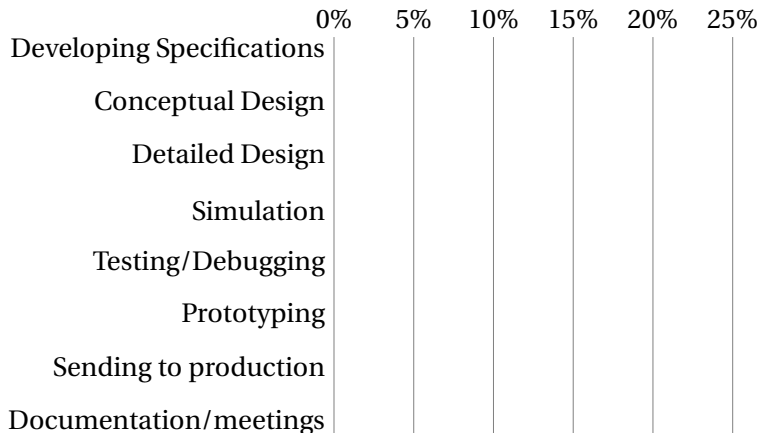 0% 5% 10% 15% 20% 25%
Developing Specifications
Conceptual Design
Detailed Design
Simulation
Testing/Debugging
Prototyping
Sending to production
Documentation/meetings